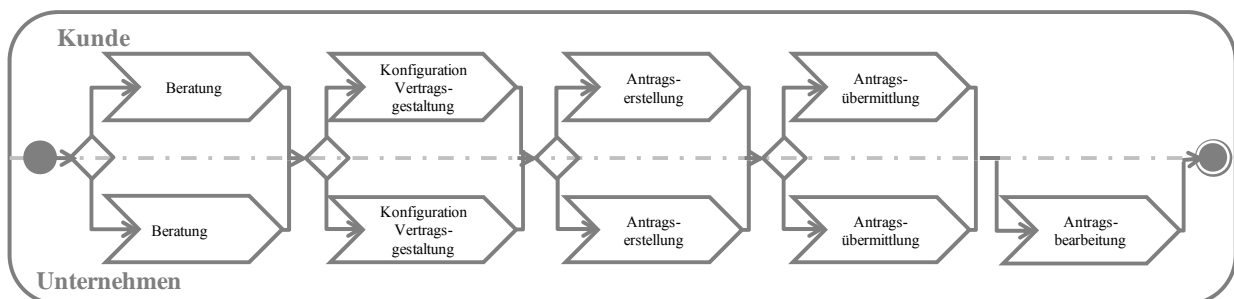 Kunde
Beratung
Konfiguration
Vertrags-
gestaltung
Antrags-
erstellung
Antrags-
übermittlung
Beratung
Konfiguration
Vertrags-
gestaltung
Antrags-
erstellung
Antrags-
übermittlung
Antrags-
bearbeitung
Unternehmen